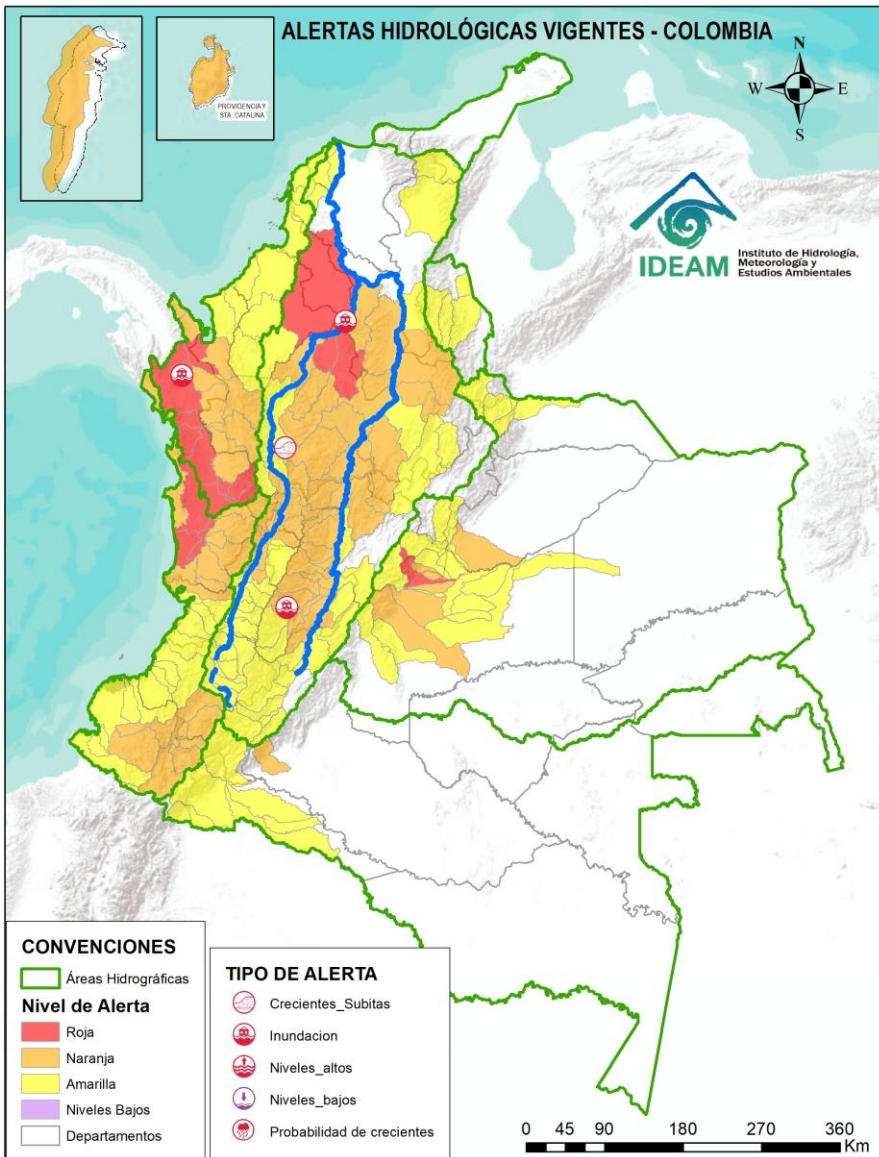 ALERTAS HIDROLÓGICAS VIGENTES - COLOMBIA
PROVIDENCIA Y
STA. CATALINA
N
W E
S
IDEAM
Instituto de Hidrología,
Meteorología y
Estudios Ambientales
CONVENCIONES
Áreas Hidrográficas
Nivel de Alerta
Roja
Naranja
Amarilla
Niveles Bajos
Departamentos
TIPO DE ALERTA
Crecientes_Subitas
Inundacion
Niveles_altos
Niveles_bajos
Probabilidad de crecientes
0 45 90 180 270 360
Km